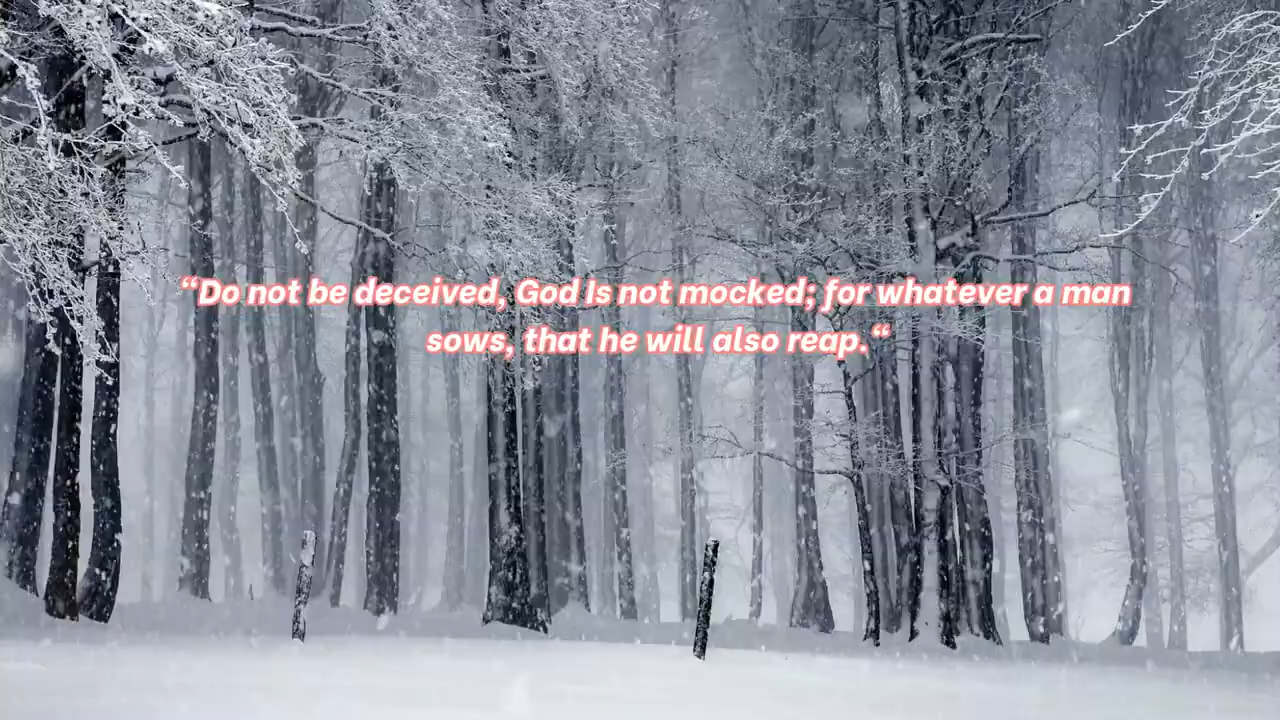 “Do not be deceived, God Is not mocked; for whatever a man
sows, that he will also reap.“